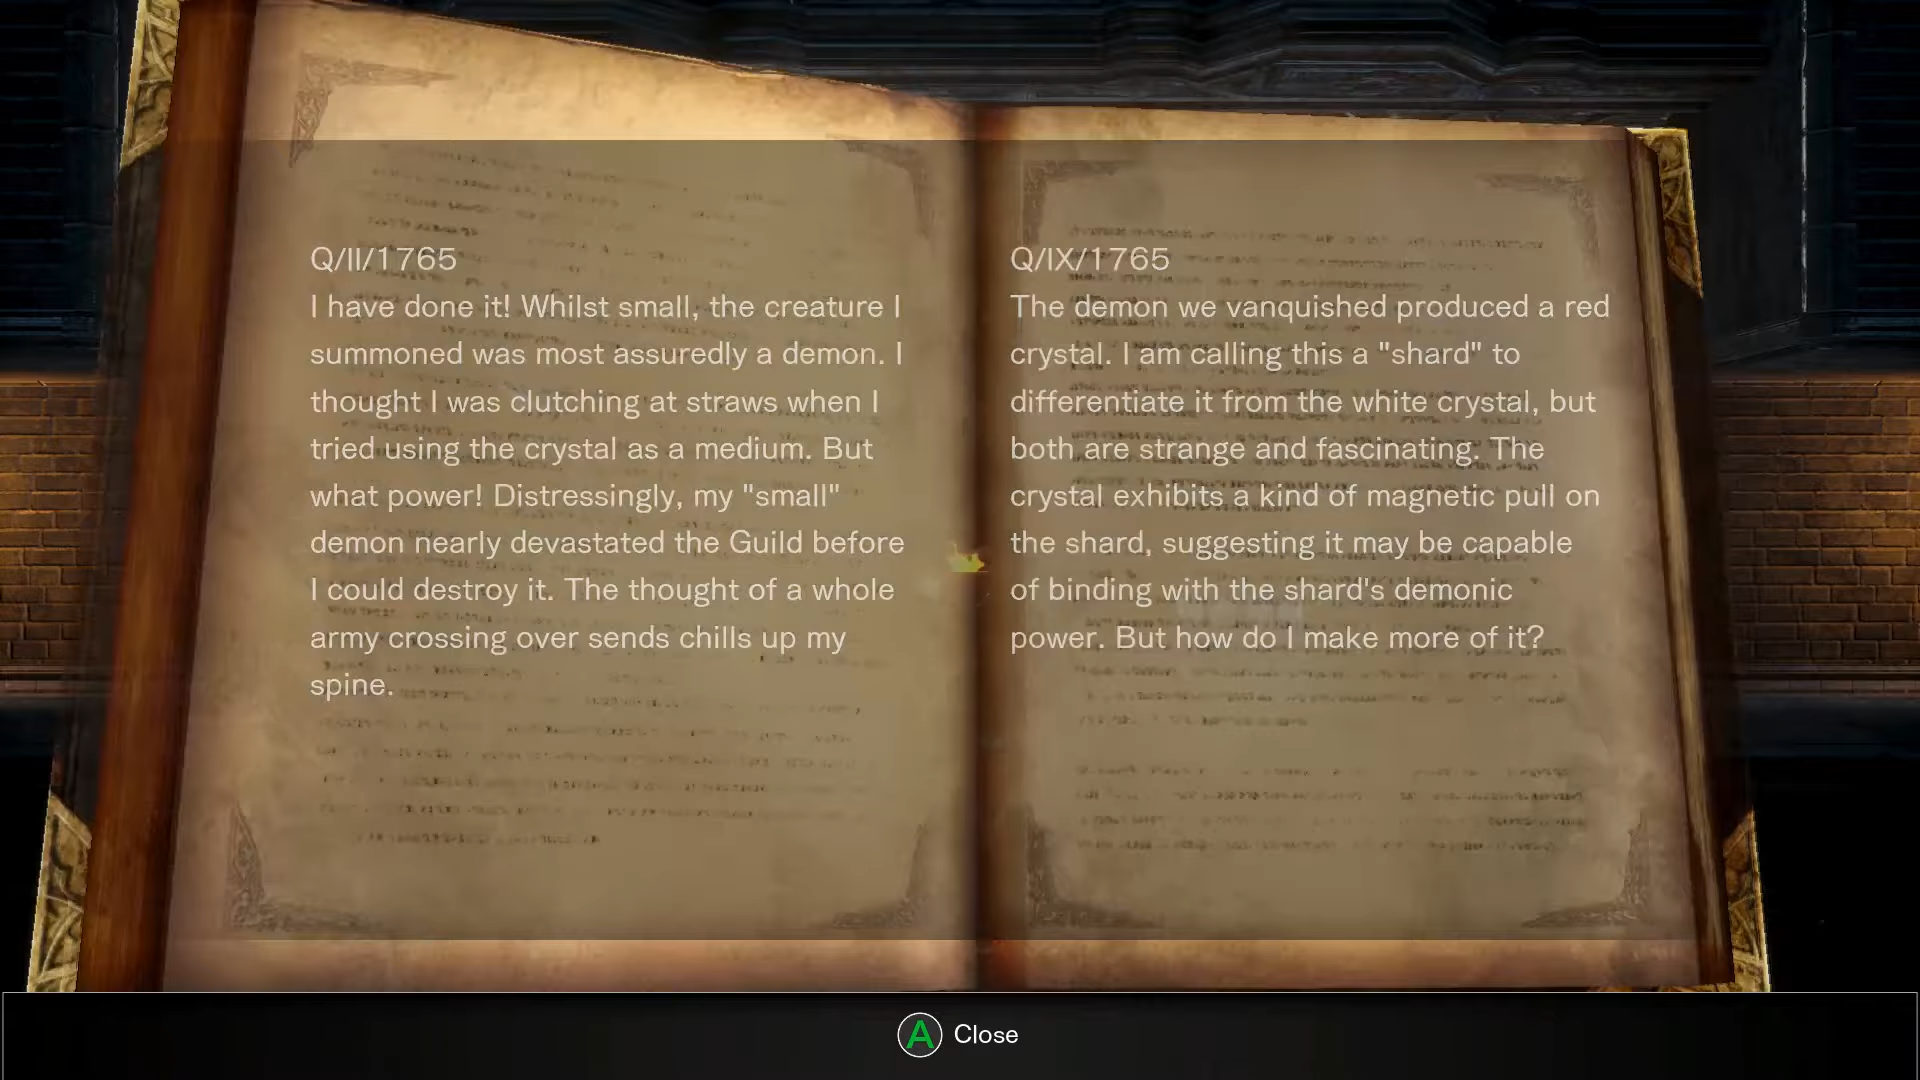 Q/II/1765
I have done it! Whilst small, the creature I
summoned was most assuredly a demon. I
thought I was clutching at straws when I
tried using the crystal as a medium. But
what power! Distressingly, my "small"
demon nearly devastated the Guild before
I could destroy it. The thought of a whole
army crossing over sends chills up my
spine.
Q/IX/1765
The demon we vanquished produced a red
crystal. I am calling this a "shard" to
differentiate it from the white crystal, but
both are strange and fascinating. The
crystal exhibits a kind of magnetic pull on
the shard, suggesting it may be capable
of binding with the shard's demonic
power. But how do I make more of it?
A Close